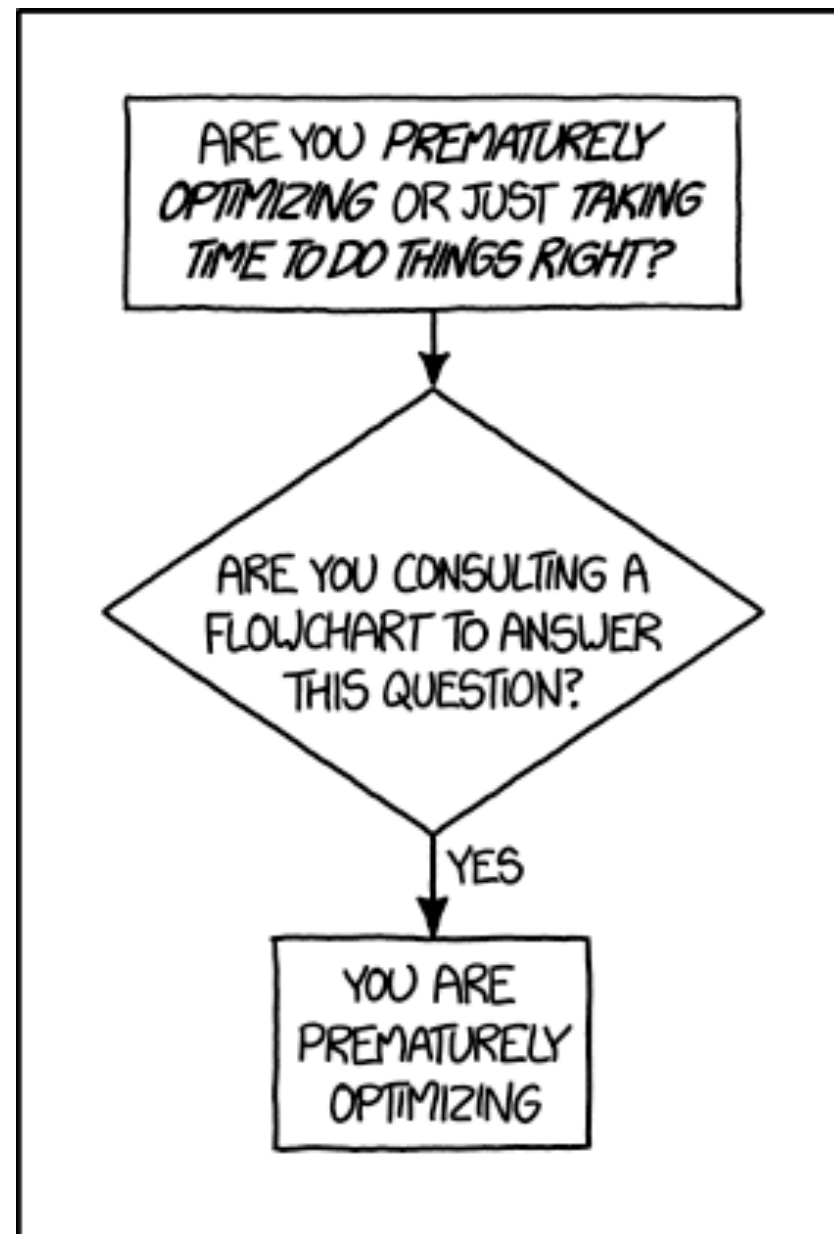 ARE YOU PREMATURELY
OPTIMIZING OR JUST TAKING
TIME TO DO THINGS RIGHT?
ARE YOU CONSULTING A
FLOWCHART TO ANSWER
THIS QUESTION?
YES
YOU ARE
PREMATURELY
OPTIMIZING